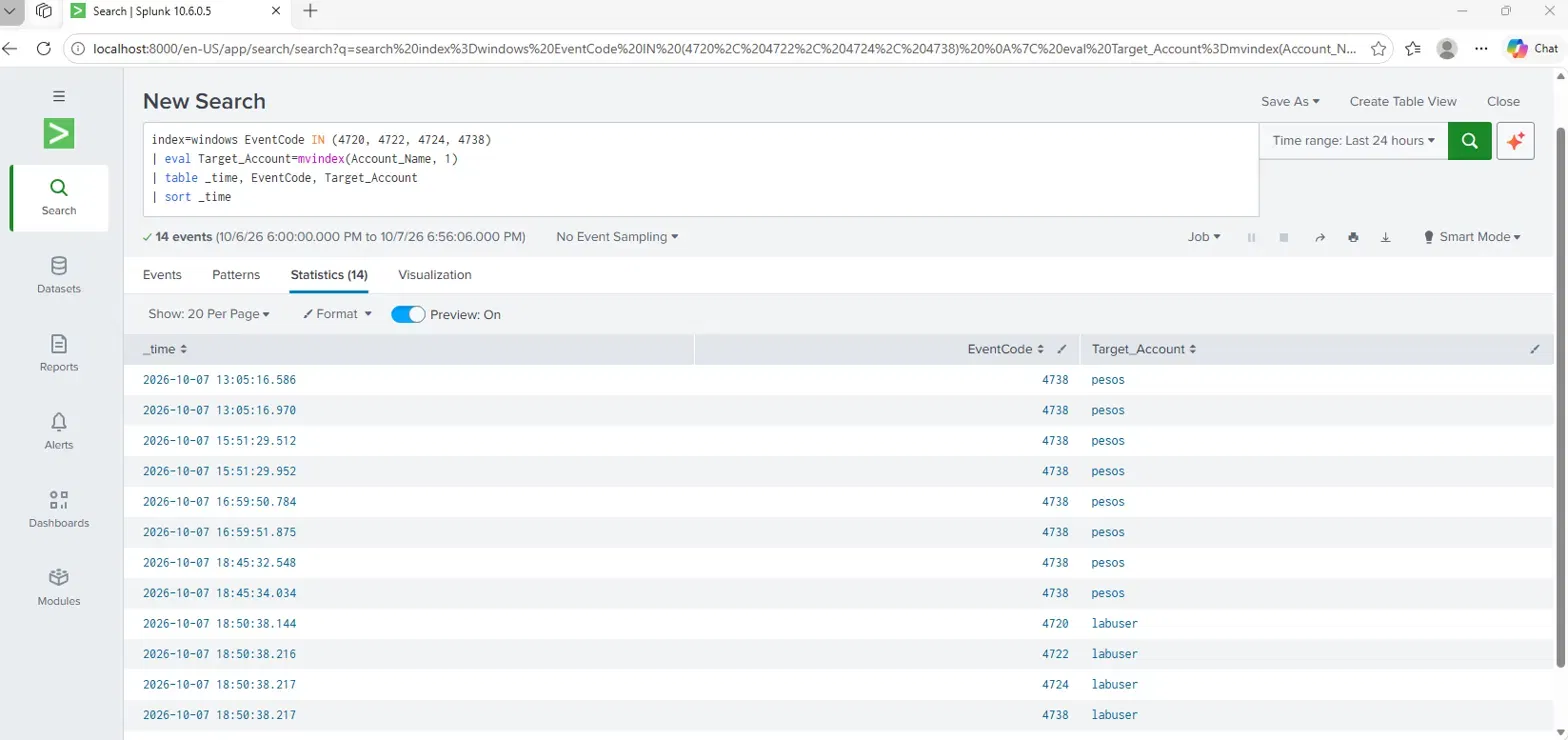 Search | Splunk 10.6.0.5
localhost:8000/en-US/app/search/search?q=search%20index%3Dwindows%20EventCode%20IN%20(4720%2C%204722%2C%204724%2C%204738)%20%0A%7C%20eval%20Target_Account%3Dmvindex(Account_N...
Chat
New Search
Save As
Create Table View
Close
index=windows EventCode IN (4720, 4722, 4724, 4738)
| eval Target_Account=mvindex(Account_Name, 1)
| table _time, EventCode, Target_Account
| sort _time
Time range: Last 24 hours
14 events (10/6/26 6:00:00.000 PM to 10/7/26 6:56:06.000 PM)
No Event Sampling
Job
Smart Mode
Search
Datasets
Reports
Alerts
Dashboards
Modules
Events
Patterns
Statistics (14)
Visualization
Show: 20 Per Page
Format
Preview: On
_time EventCode Target_Account
2026-10-07 13:05:16.586 4738 pesos
2026-10-07 13:05:16.970 4738 pesos
2026-10-07 15:51:29.512 4738 pesos
2026-10-07 15:51:29.952 4738 pesos
2026-10-07 16:59:50.784 4738 pesos
2026-10-07 16:59:51.875 4738 pesos
2026-10-07 18:45:32.548 4738 pesos
2026-10-07 18:45:34.034 4738 pesos
2026-10-07 18:50:38.144 4720 labuser
2026-10-07 18:50:38.216 4722 labuser
2026-10-07 18:50:38.217 4724 labuser
2026-10-07 18:50:38.217 4738 labuser